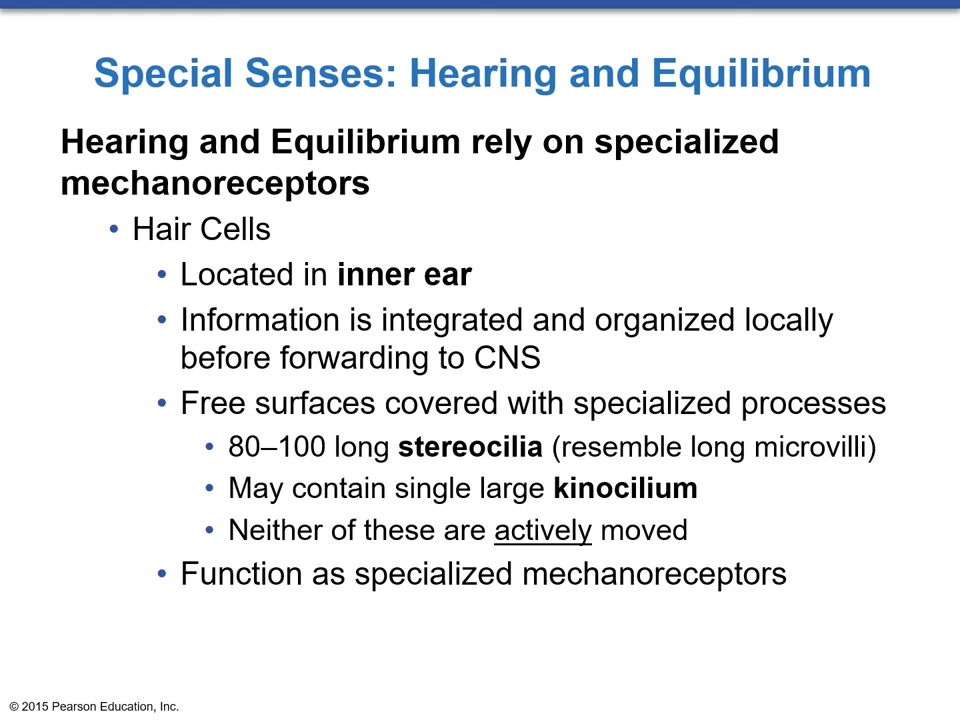 Special Senses: Hearing and Equilibrium
Hearing and Equilibrium rely on specialized
mechanoreceptors
• Hair Cells
• Located in inner ear
• Information is integrated and organized locally
before forwarding to CNS
• Free surfaces covered with specialized processes
• 80–100 long stereocilia (resemble long microvilli)
• May contain single large kinocilium
• Neither of these are actively moved
• Function as specialized mechanoreceptors
© 2015 Pearson Education, Inc.